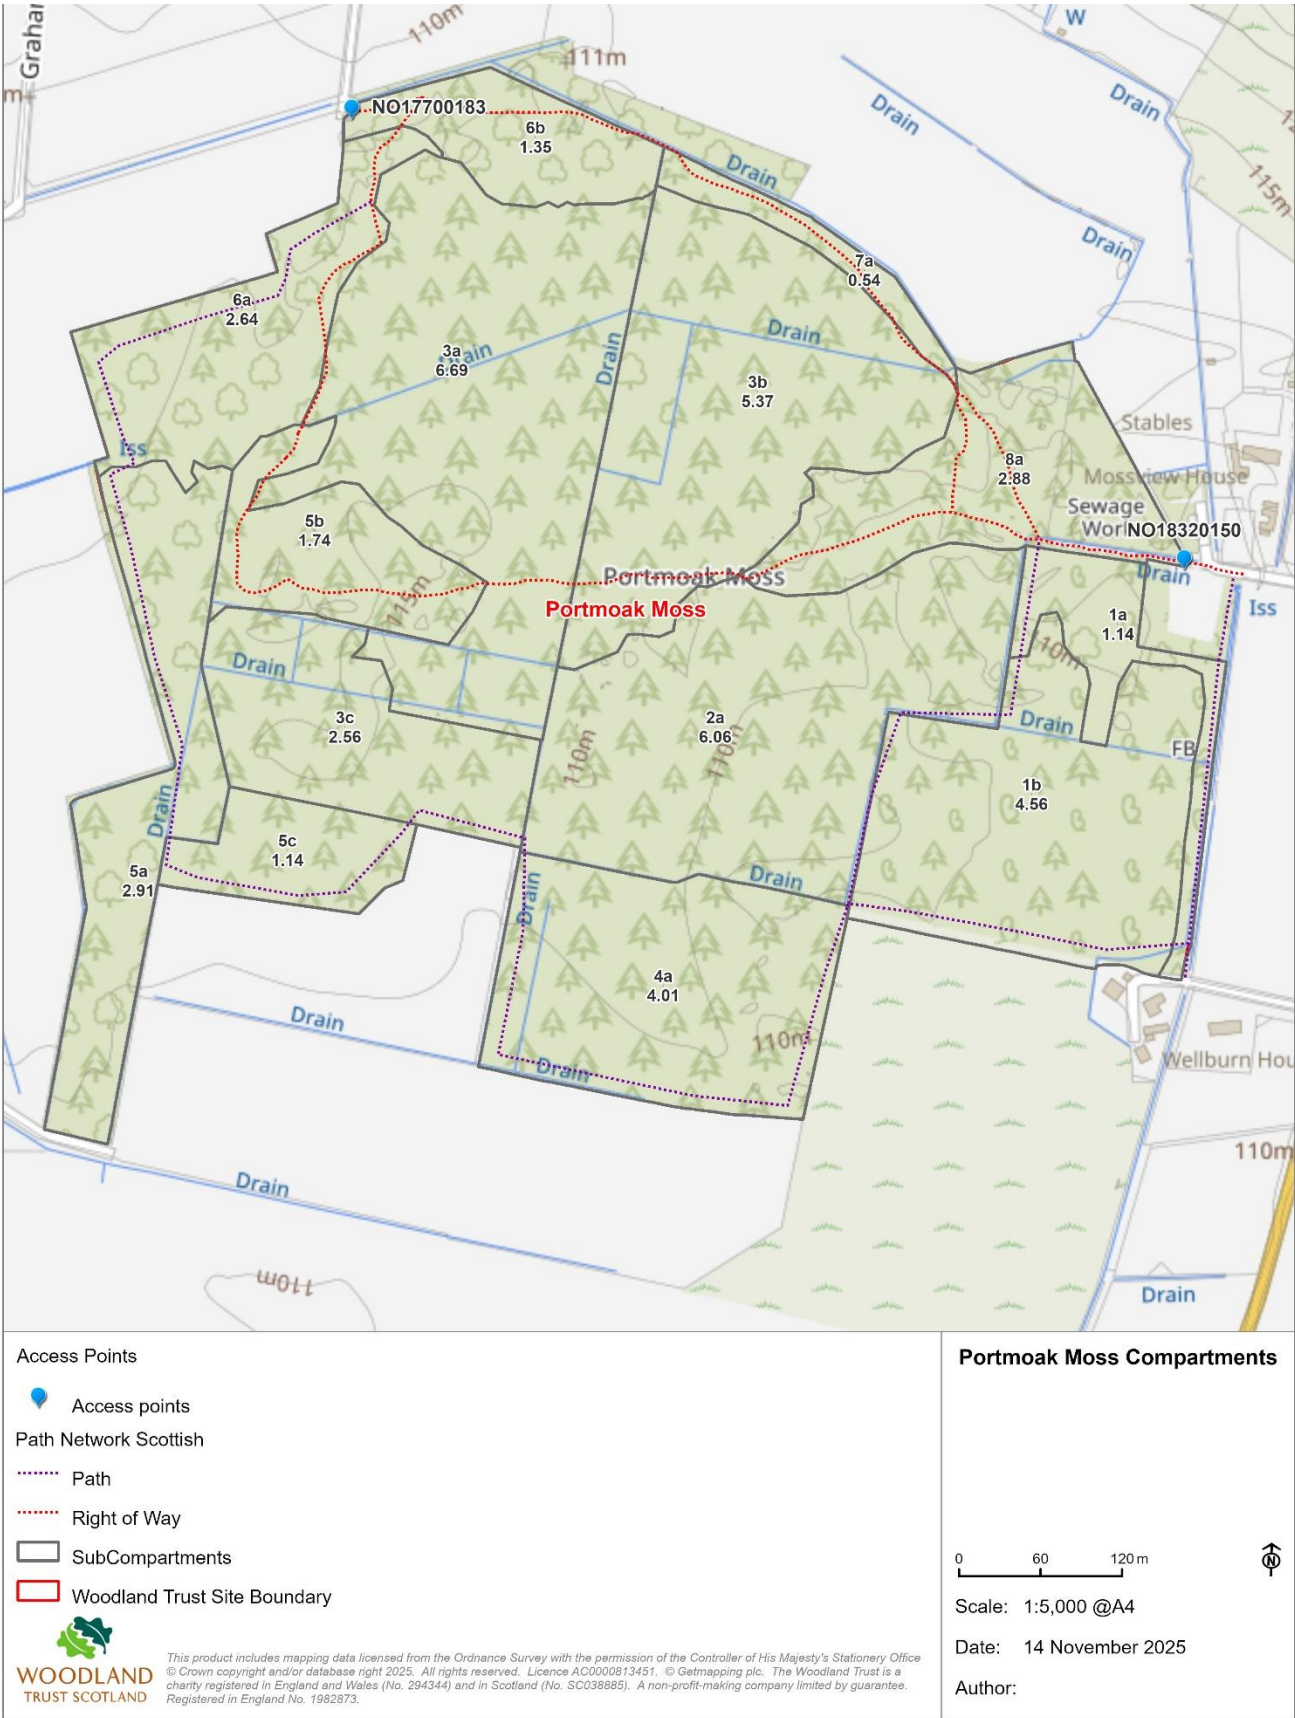 Graham
110m
111m
W
Drain
Drain
Drain
115m
NO17700183
6b
1.35
Drain
7a
0.54
6a
2.64
3a
6.69
Drain
Drain
Drain
3b
5.37
Stables
8a
2.88
Mossview House
Sewage
Works
NO18320150
Drain
Iss
Iss
5b
1.74
115m
Portmoak Moss
Portmoak Moss
1a
1.14
110m
Drain
3c
2.56
2a
6.06
110m
110m
Drain
FB
1b
4.56
Drain
5c
1.14
5a
2.91
Drain
Drain
4a
4.01
110m
Drain
Drain
Wellburn Hou
110m
Drain
110m
Drain
Access Points
Access points
Path Network Scottish
Path
Right of Way
SubCompartments
Woodland Trust Site Boundary
WOODLAND
TRUST SCOTLAND
This product includes mapping data licensed from the Ordnance Survey with the permission of the Controller of His Majesty's Stationery Office
© Crown copyright and/or database right 2025. All rights reserved. Licence AC0000813451. © Getmapping plc. The Woodland Trust is a
charity registered in England and Wales (No. 294344) and in Scotland (No. SC038885). A non-profit-making company limited by guarantee.
Registered in England No. 1982873.
Portmoak Moss Compartments
0 60 120 m
N
Scale: 1:5,000 @A4
Date: 14 November 2025
Author: